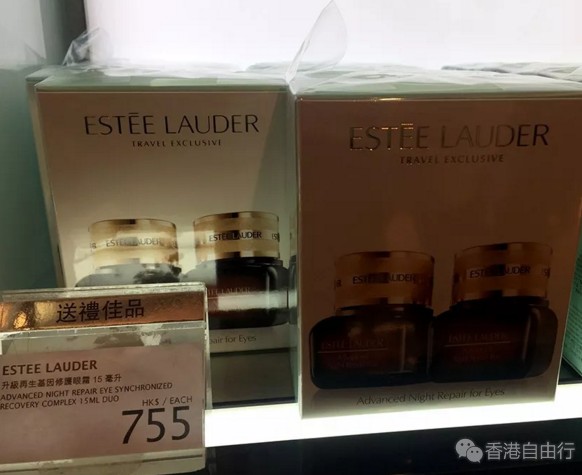 ESTĒE LAUDER
TRAVEL EXCLUSIVE
ESTĒE LAUDER
TRAVEL EXCLUSIVE
ESTĒE LAUDER
ESTĒE LAUDER
ESTĒE LAUDER
ESTĒE LAUDER
Repair for Eyes
Advanced Night Repair for Eyes
送禮佳品
ESTEE LAUDER
升級再生基因修護眼霜 15 毫升
ADVANCED NIGHT REPAIR EYE SYNCHRONIZED
RECOVERY COMPLEX 15ML DUO
HK$ / EACH
755
香港自由行